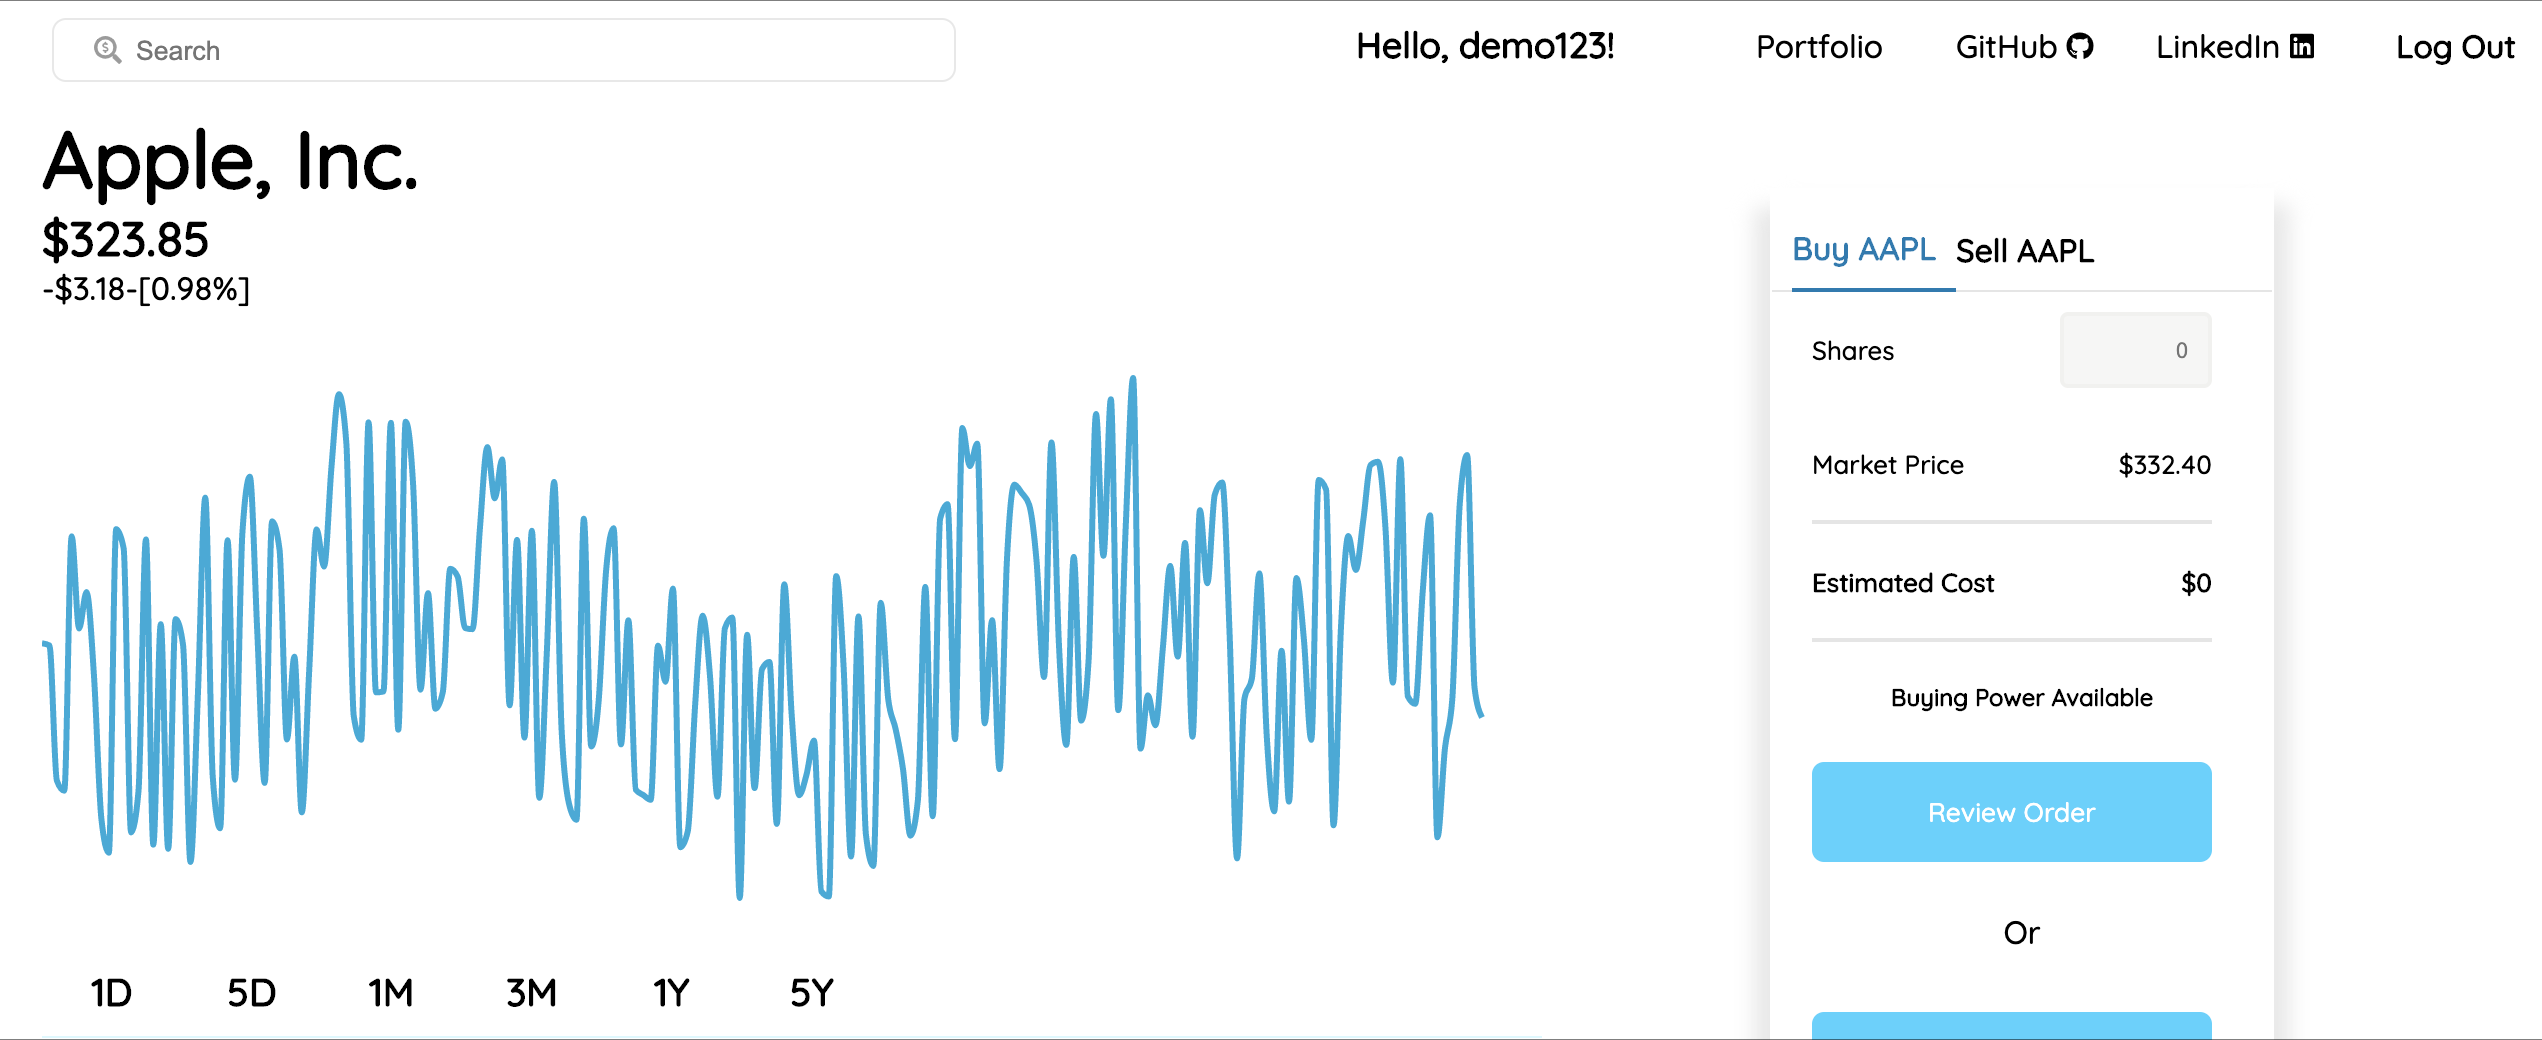 Search
Hello, demo123!
Portfolio
GitHub
LinkedIn
Log Out
Apple, Inc.
$323.85
-$3.18-[0.98%]
1D 5D 1M 3M 1Y 5Y
Buy AAPL Sell AAPL
Shares 0
Market Price $332.40
Estimated Cost $0
Buying Power Available
Review Order
Or